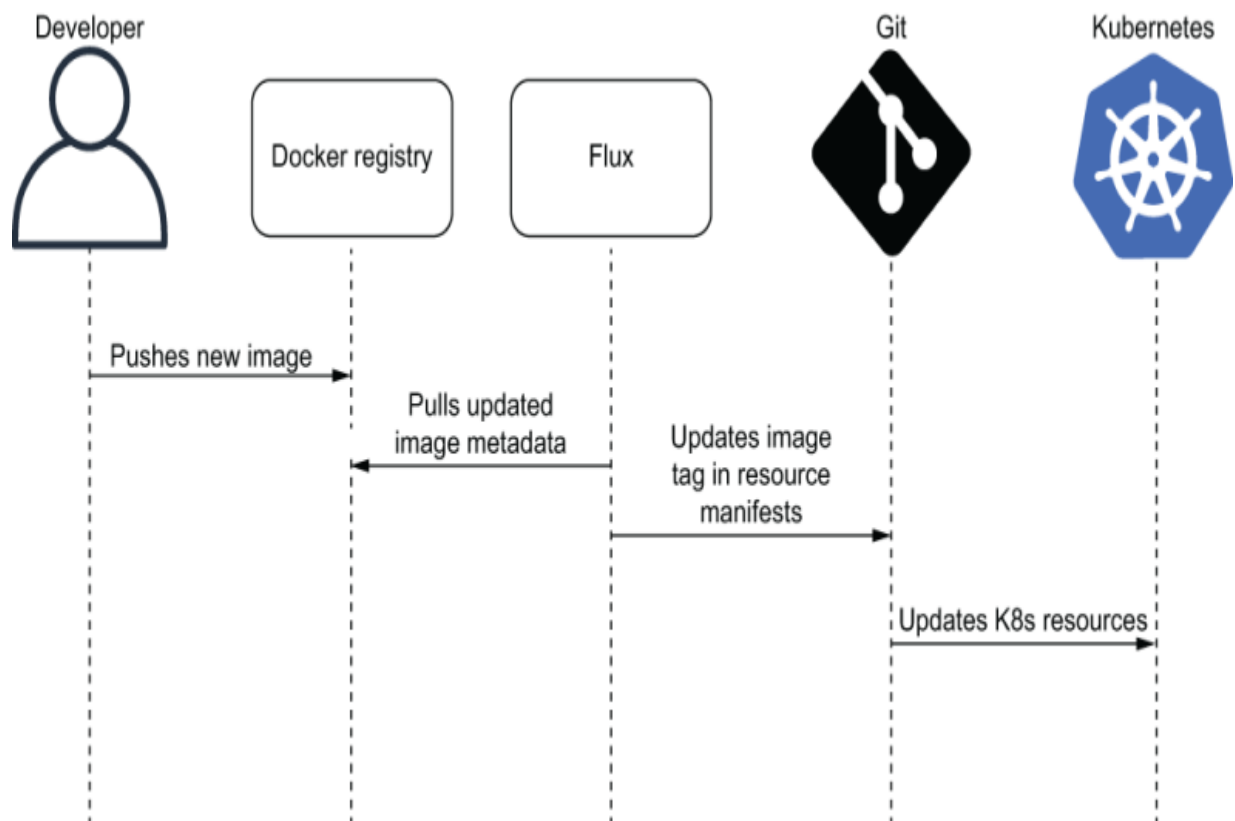 Developer
Git
Kubernetes
Docker registry
Flux
Pushes new image
Pulls updated
image metadata
Updates image
tag in resource
manifests
Updates K8s resources